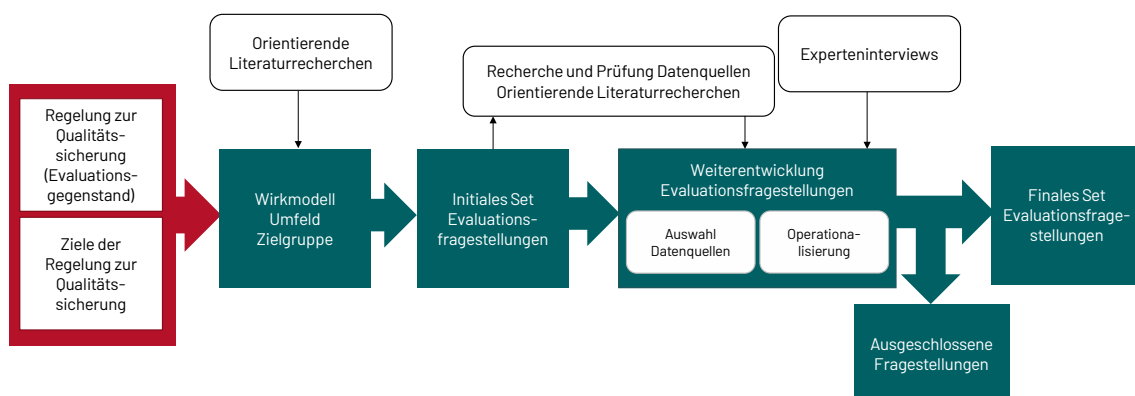 Orientierende
Literaturrecherchen
Recherche und Prüfung Datenquellen
Orientierende Literaturrecherchen
Experteninterviews
Regelung zur
Qualitäts-
sicherung
(Evaluations-
gegenstand)
Ziele der
Regelung zur
Qualitäts-
sicherung
Wirkmodell
Umfeld
Zielgruppe
Initiales Set
Evaluations-
fragestellungen
Weiterentwicklung
Evaluationsfragestellungen
Auswahl
Datenquellen
Operationa-
lisierung
Finales Set
Evaluationsfrage-
stellungen
Ausgeschlossene
Fragestellungen